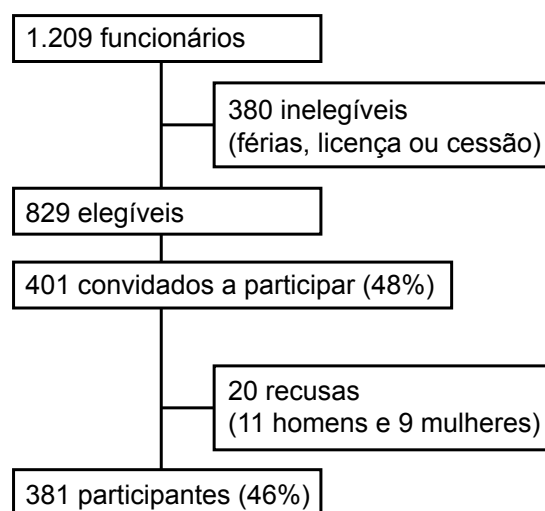 1.209 funcionários
380 inelegíveis
(férias, licença ou cessão)
829 elegíveis
401 convidados a participar (48%)
20 recusas
(11 homens e 9 mulheres)
381 participantes (46%)